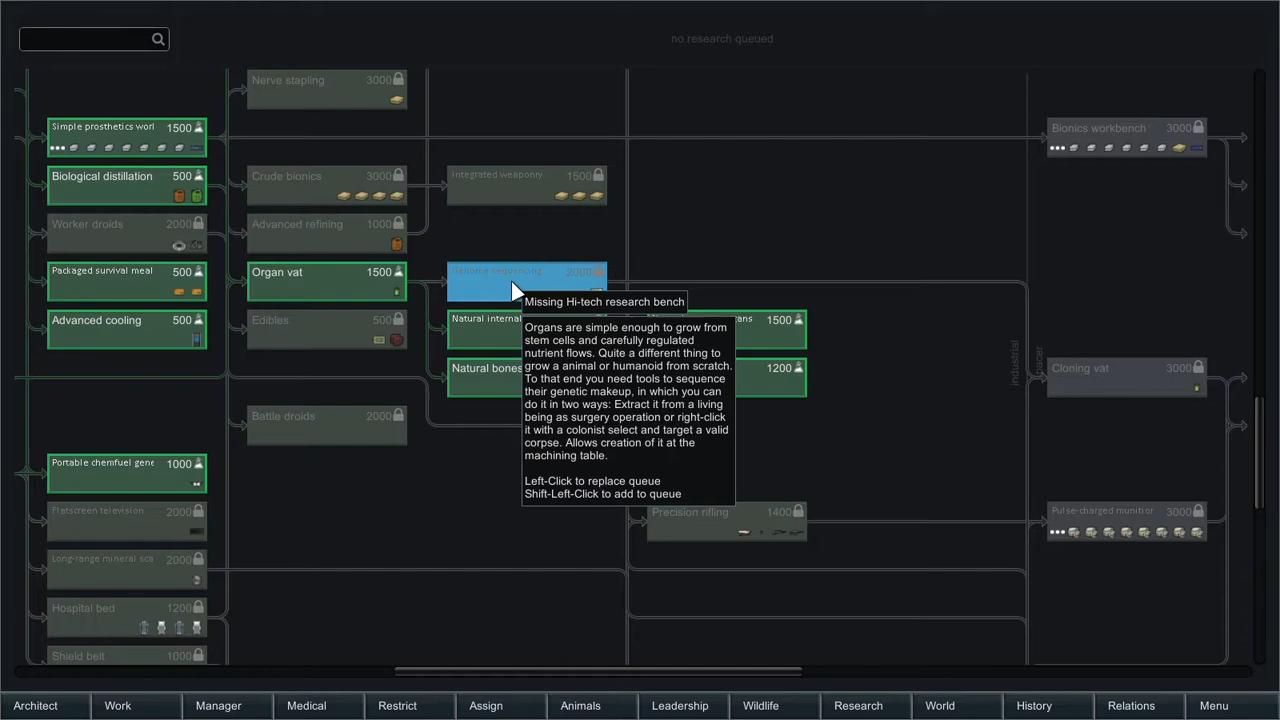 no research queued
Nerve stapling 3000
Simple prosthetics worl 1500
Bionics workbench 3000
Biological distillation 500
Crude bionics 3000
Integrated weaponry 1500
Worker droids 2000
Advanced refining 1000
Packaged survival meal 500
Organ vat 1500
Genome sequencing 2000
Missing Hi-tech research bench
Advanced cooling 500
Edibles 500
Natural internal
ans 1500
Organs are simple enough to grow from
stem cells and carefully regulated
nutrient flows. Quite a different thing to
grow a animal or humanoid from scratch.
To that end you need tools to sequence
their genetic makeup, in which you can
do it in two ways: Extract it from a living
being as surgery operation or right-click
it with a colonist select and target a valid
corpse. Allows creation of it at the
machining table.
Left-Click to replace queue
Shift-Left-Click to add to queue
industrial
spacer
Natural bones
1200
Cloning vat 3000
Battle droids 2000
Portable chemfuel gene 1000
Flatscreen television 2000
Precision rifling 1400
Pulse-charged munitior 3000
Long-range mineral sca 2000
Hospital bed 1200
Shield belt 1000
Architect Work Manager Medical Restrict Assign Animals Leadership Wildlife Research World History Relations Menu